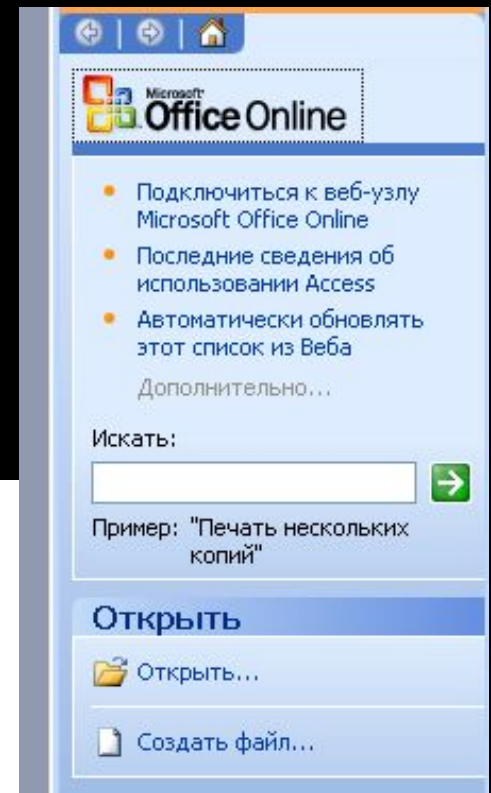 Microsoft
Office Online
Подключиться к веб-узлу
Microsoft Office Online
Последние сведения об
использовании Access
Автоматически обновлять
этот список из Веба
Дополнительно...
Искать:
Пример: "Печать нескольких
копий"
Открыть
Открыть...
Создать файл...